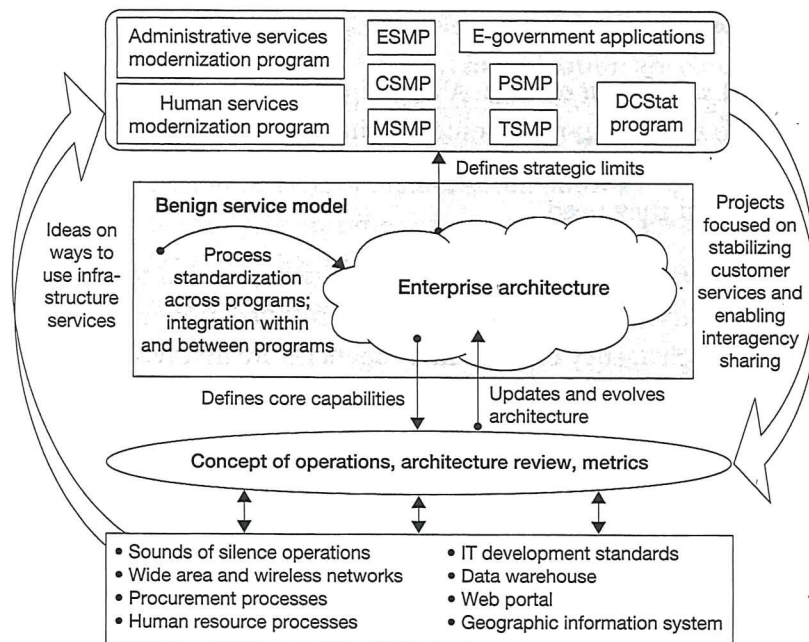 Administrative services
modernization program
ESMP
E-government applications
CSMP
PSMP
Human services
modernization program
MSMP
TSMP
DCStat
program
Defines strategic limits
Benign service model
Ideas on
ways to
use infra-
structure
services
Process
standardization
across programs;
integration within
and between programs
Enterprise architecture
Projects
focused on
stabilizing
customer
services and
enabling
interagency
sharing
Defines core capabilities
Updates and evolves
architecture
Concept of operations, architecture review, metrics
• Sounds of silence operations
• Wide area and wireless networks
• Procurement processes
• Human resource processes
• IT development standards
• Data warehouse
• Web portal
• Geographic information system